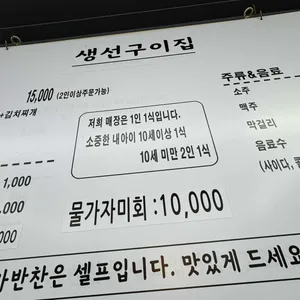 생선구이집
15,000 (2인이상주문가능)
+김치찌개
저희 매장은 1인 1식입니다.
소중한 내아이 10세이상 1식
10세 미만 2인 1식
주류&음료
소주
맥주
막걸리
음료수
(사이다, 콜
1,000
,000
000
물가자미회 :10,000
가반찬은 셀프입니다. 맛있게 드세요